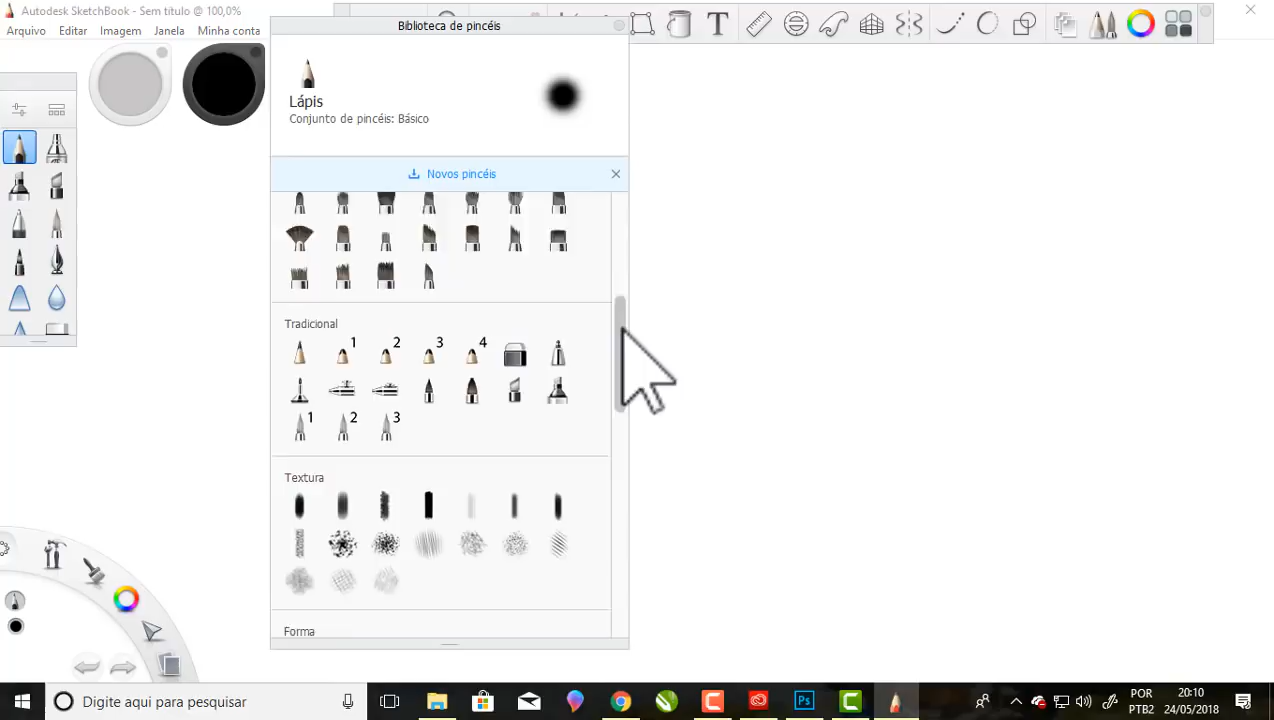 Autodesk SketchBook - Sem título @ 100,0%
Arquivo Editar Imagem Janela Minha conta
Biblioteca de pincéis
T
Lápis
Conjunto de pincéis: Básico
Novos pincéis
Tradicional
1 2 3 4
1 2 3
Textura
Forma
Digite aqui para pesquisar
Ps
POR
PTB2
20:10
24/05/2018